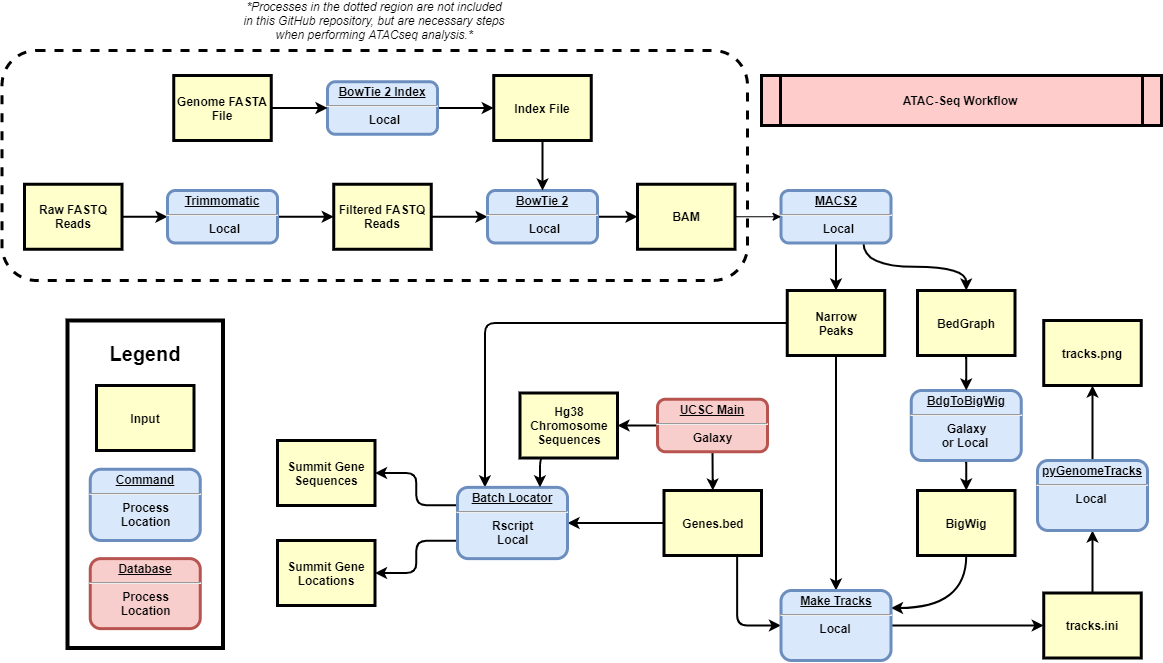 *Processes in the dotted region are not included
in this GitHub repository, but are necessary steps
when performing ATACseq analysis.*
Genome FASTA
File
BowTie 2 Index
Local
Index File
ATAC-Seq Workflow
Raw FASTQ
Reads
Trimmomatic
Local
Filtered FASTQ
Reads
BowTie 2
Local
BAM
MACS2
Local
Narrow
Peaks
BedGraph
tracks.png
Legend
Input
Command
Process
Location
Database
Process
Location
Hg38
Chromosome
Sequences
UCSC Main
Galaxy
BdgToBigWig
Galaxy
or Local
Summit Gene
Sequences
Batch Locator
Rscript
Local
Genes.bed
BigWig
pyGenomeTracks
Local
Summit Gene
Locations
Make Tracks
Local
tracks.ini